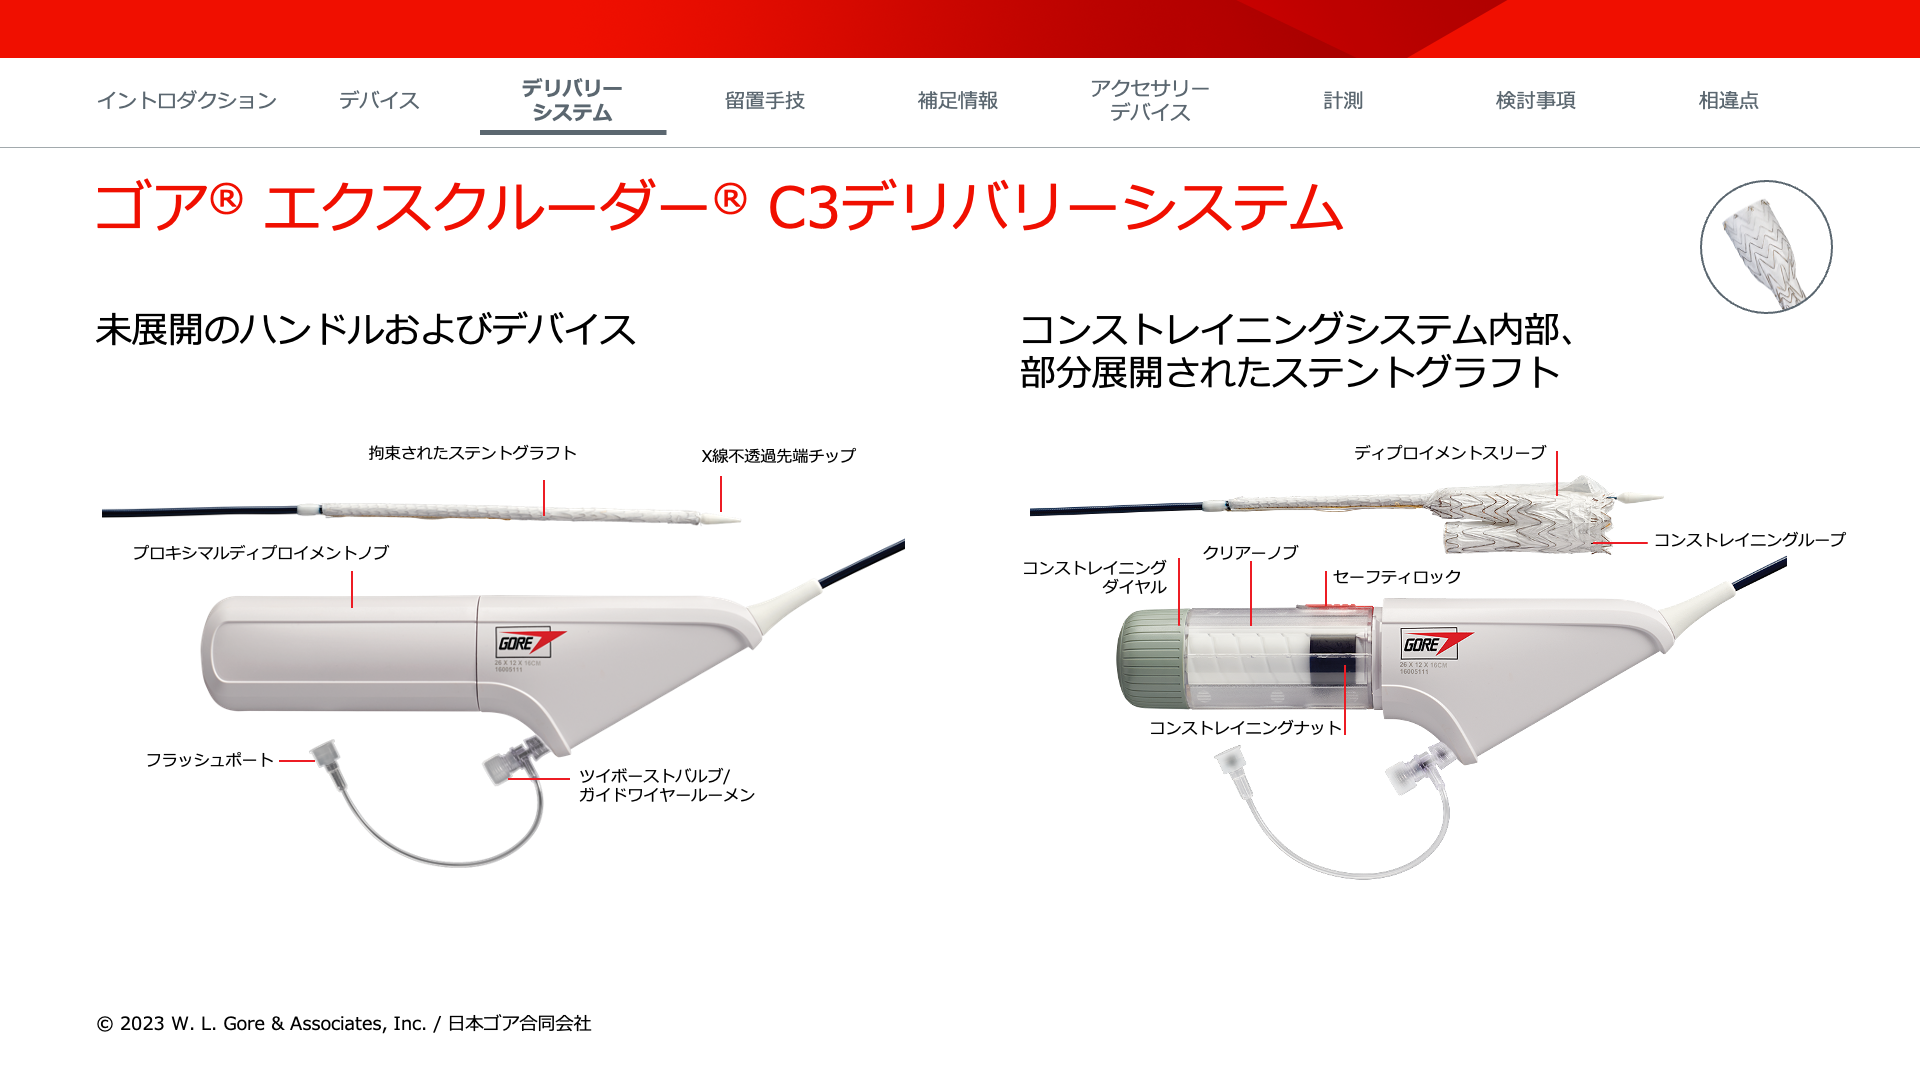 イントロダクション
デバイス
デリバリー
システム
留置手技
補足情報
アクセサリー
デバイス
計測
検討事項
相違点
ゴア® エクスクルーダー® C3デリバリーシステム
未展開のハンドルおよびデバイス
拘束されたステントグラフト
X線不透過先端チップ
プロキシマルディプロイメントノブ
GORE
26 X 12 X 16CM
16005111
フラッシュポート
ツイボーストバルブ/
ガイドワイヤールーメン
コンストレイニングシステム内部、
部分展開されたステントグラフト
ディプロイメントスリーブ
コンストレイニングループ
クリアーノブ
コンストレイニング
ダイヤル
セーフティロック
GORE
26 X 12 X 16CM
16005111
コンストレイニングナット
© 2023 W. L. Gore & Associates, Inc. / 日本ゴア合同会社